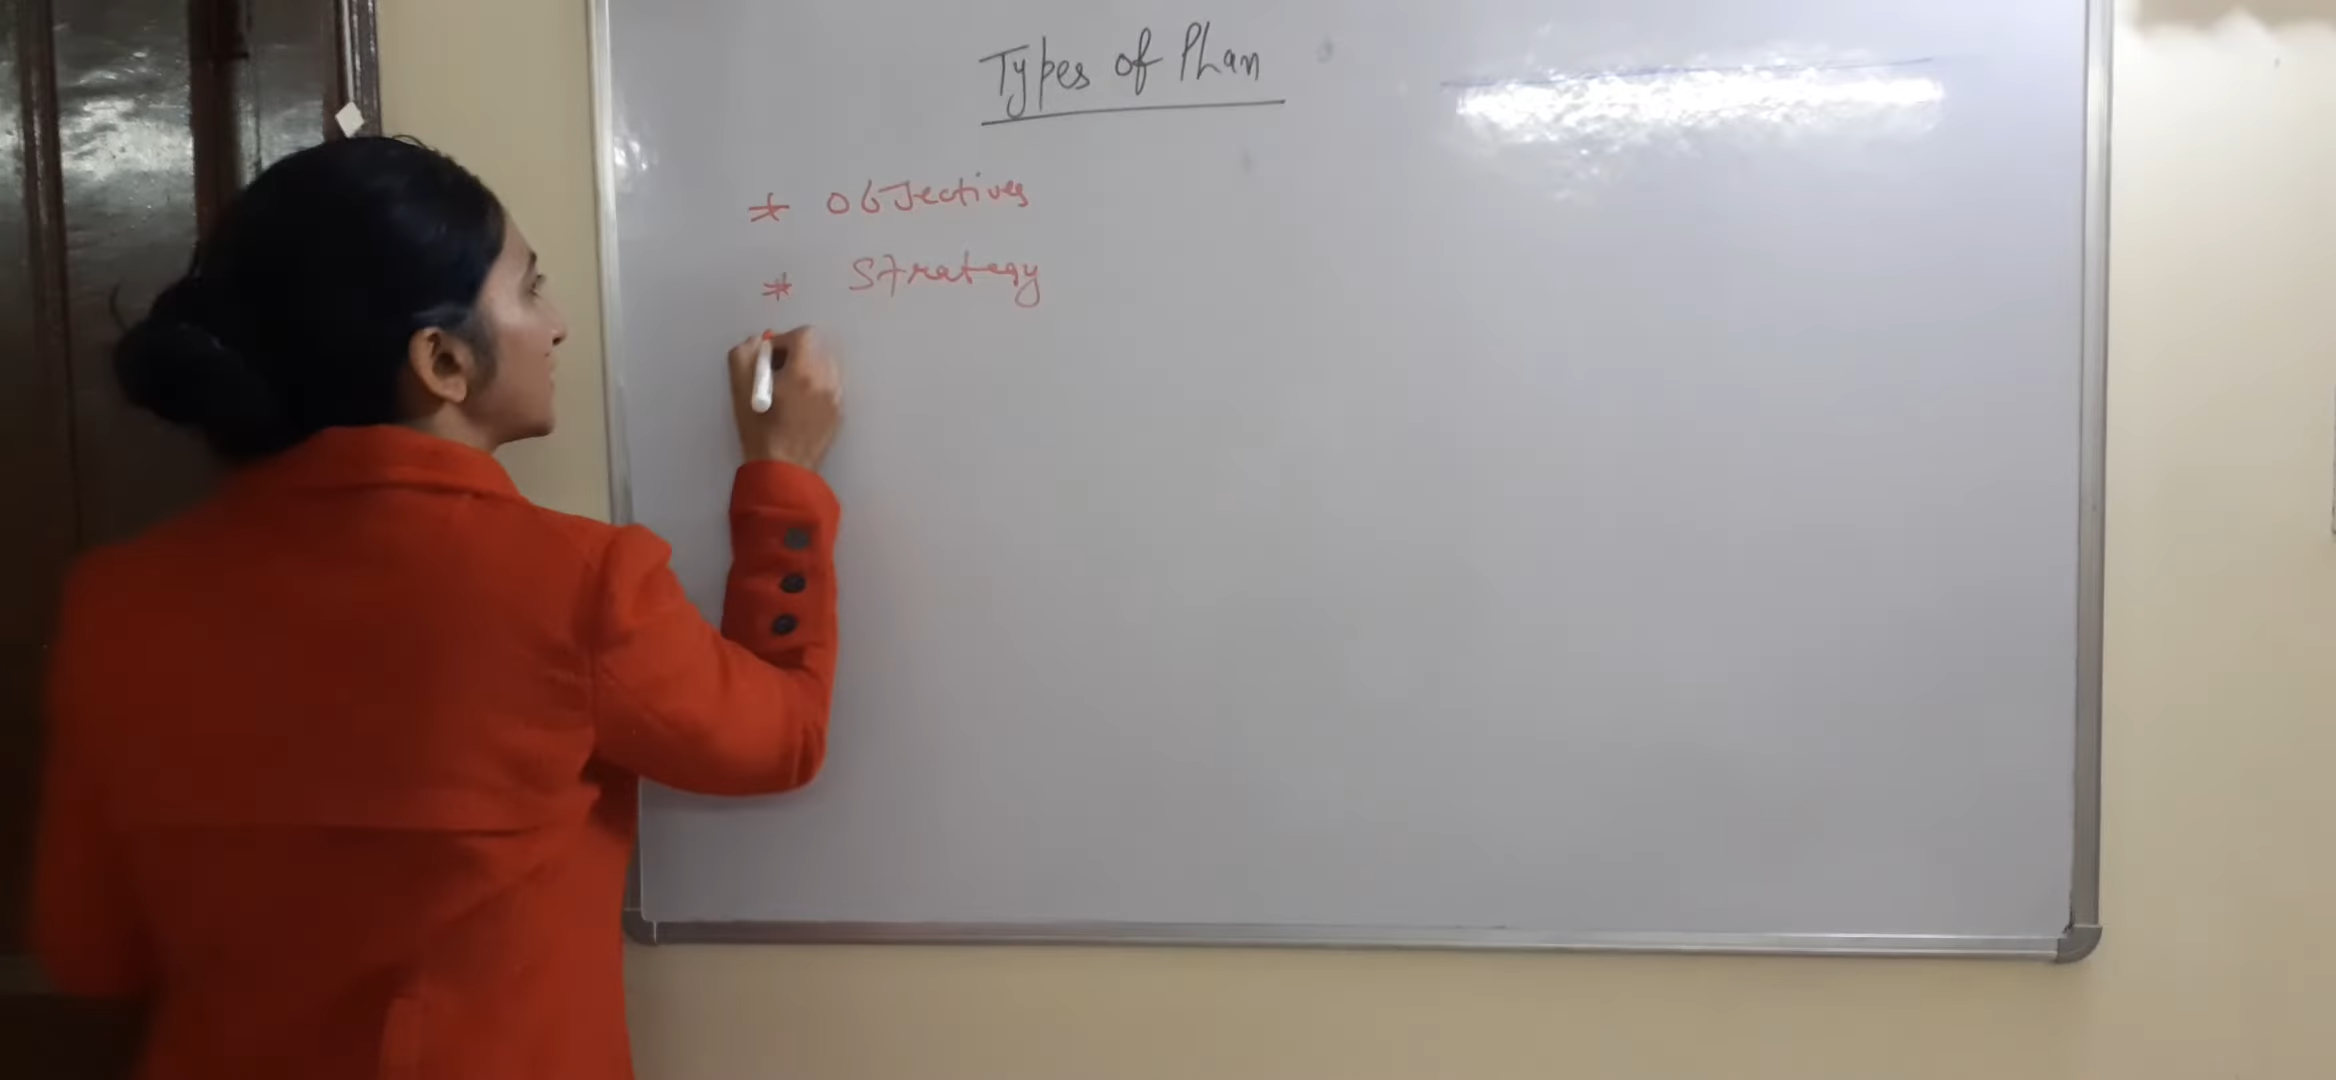 Types of Plan
* Objectives
* Strategy